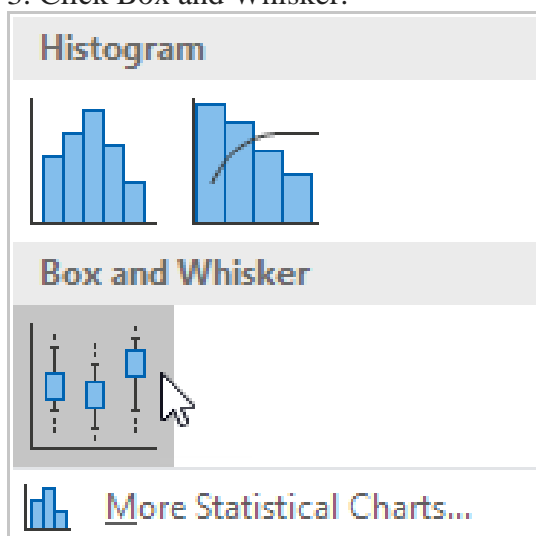 3. Click Box and Whisker.
Histogram
Box and Whisker
More Statistical Charts...